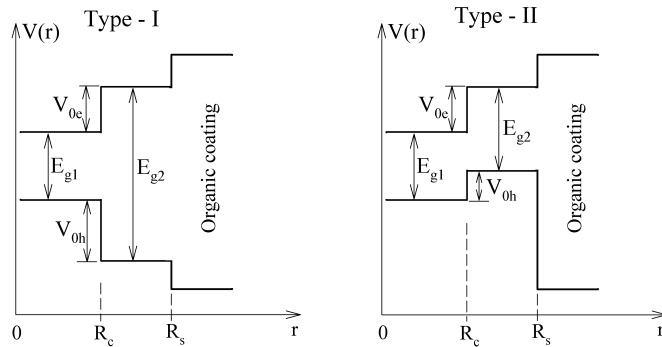 Type - I
V(r)
V0e
Eg1
Eg2
V0h
Organic coating
0
Rc
Rs
r
Type - II
V(r)
V0e
Eg1
Eg2
V0h
Organic coating
0
Rc
Rs
r